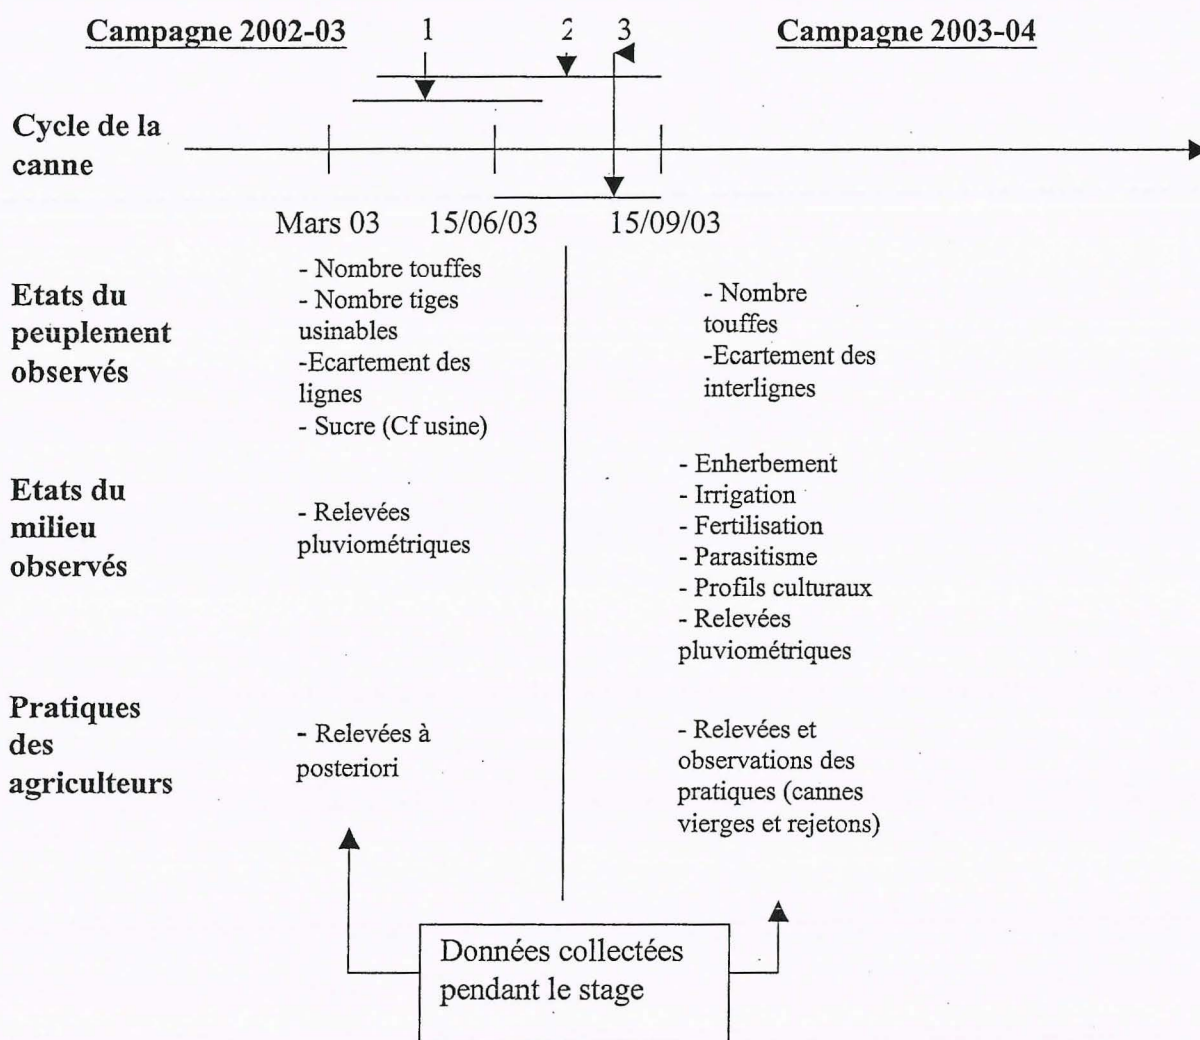 Campagne 2002-03 1 2 3 Campagne 2003-04
Cycle de la
canne
Mars 03 15/06/03 15/09/03
Etats du
peuplement
observés
- Nombre touffes
- Nombre tiges
usinables
-Ecartement des
lignes
- Sucre (Cf usine)
- Nombre
touffes
-Ecartement des
interlignes
Etats du
milieu
observés
- Relevées
pluviométriques
- Enherbement
- Irrigation
- Fertilisation
- Parasitisme
- Profils culturaux
- Relevées
pluviométriques
Pratiques
des
agriculteurs
- Relevées à
posteriori
- Relevées et
observations des
pratiques (cannes
vierges et rejetons)
Données collectées
pendant le stage